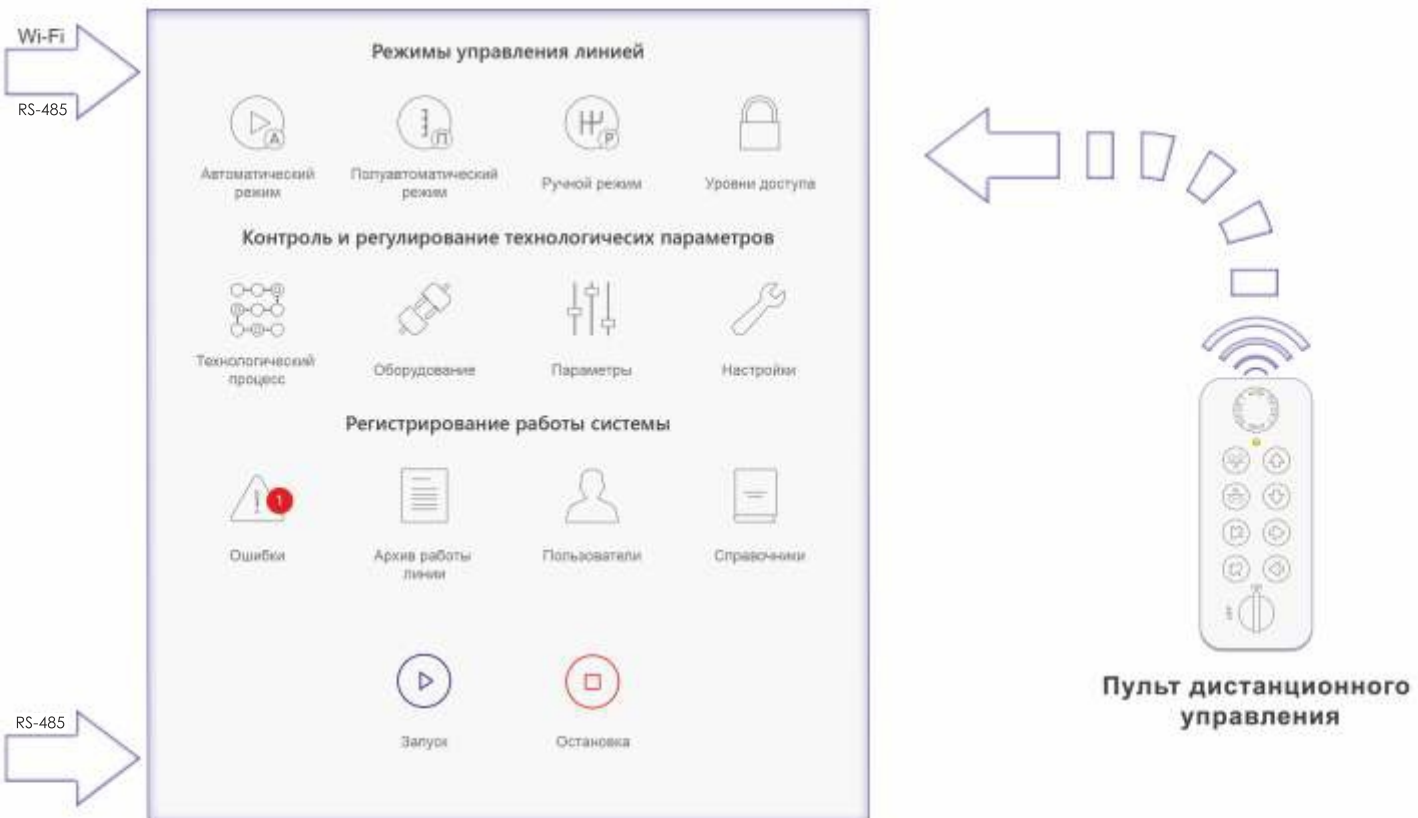 Wi-Fi
RS-485
Режимы управления линией
А
П
Р
Автоматический
режим
Полуавтоматический
режим
Ручной режим
Уровни доступа
Контроль и регулирование технологичесих параметров
Технологический
процесс
Оборудование
Параметры
Настройки
Регистрирование работы системы
1
Ошибки
Архив работы
линии
Пользователи
Справочники
RS-485
Запуск
Остановка
OFF
Пульт дистанционного
управления